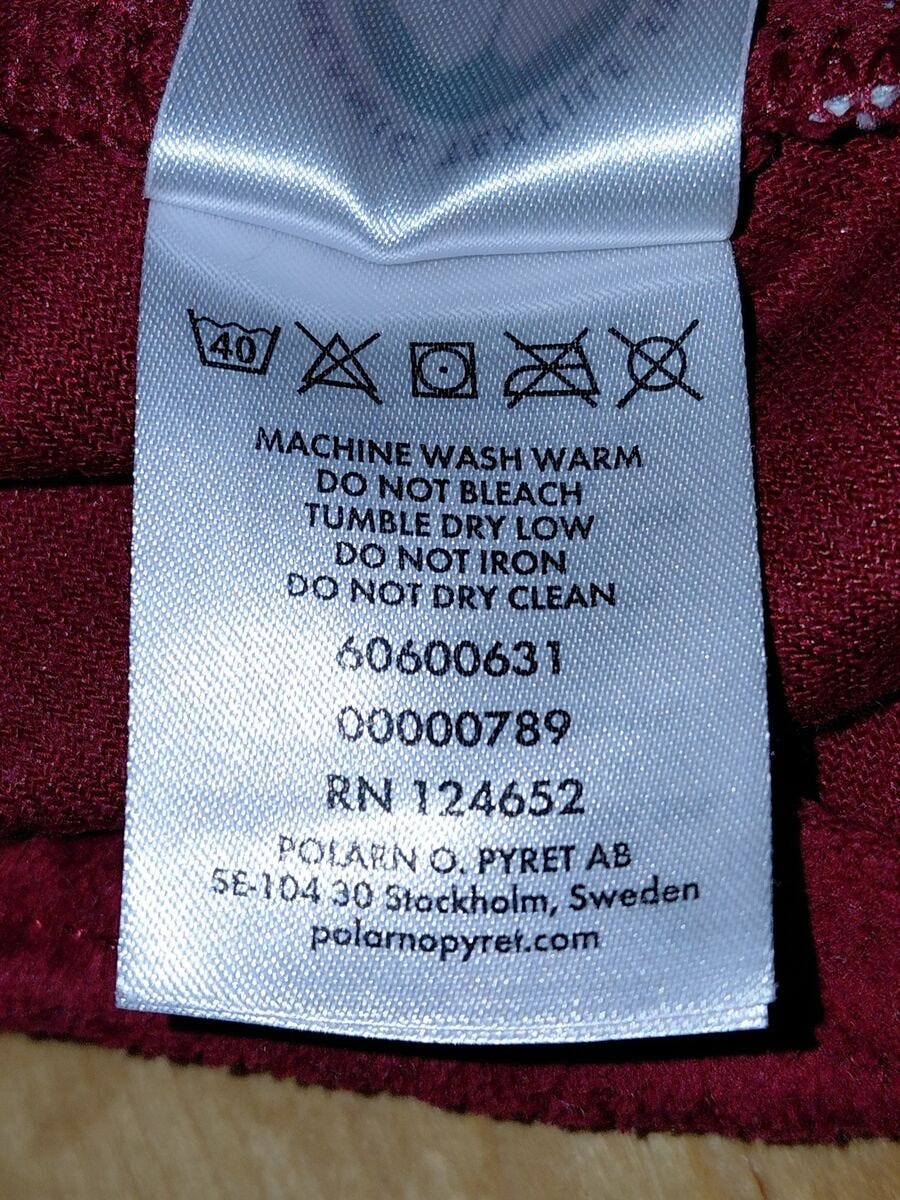 40
MACHINE WASH WARM
DO NOT BLEACH
TUMBLE DRY LOW
DO NOT IRON
DO NOT DRY CLEAN
60600631
00000789
RN 124652
POLARN O. PYRET AB
SE-104 30 Stockholm, Sweden
polarnopyret.com